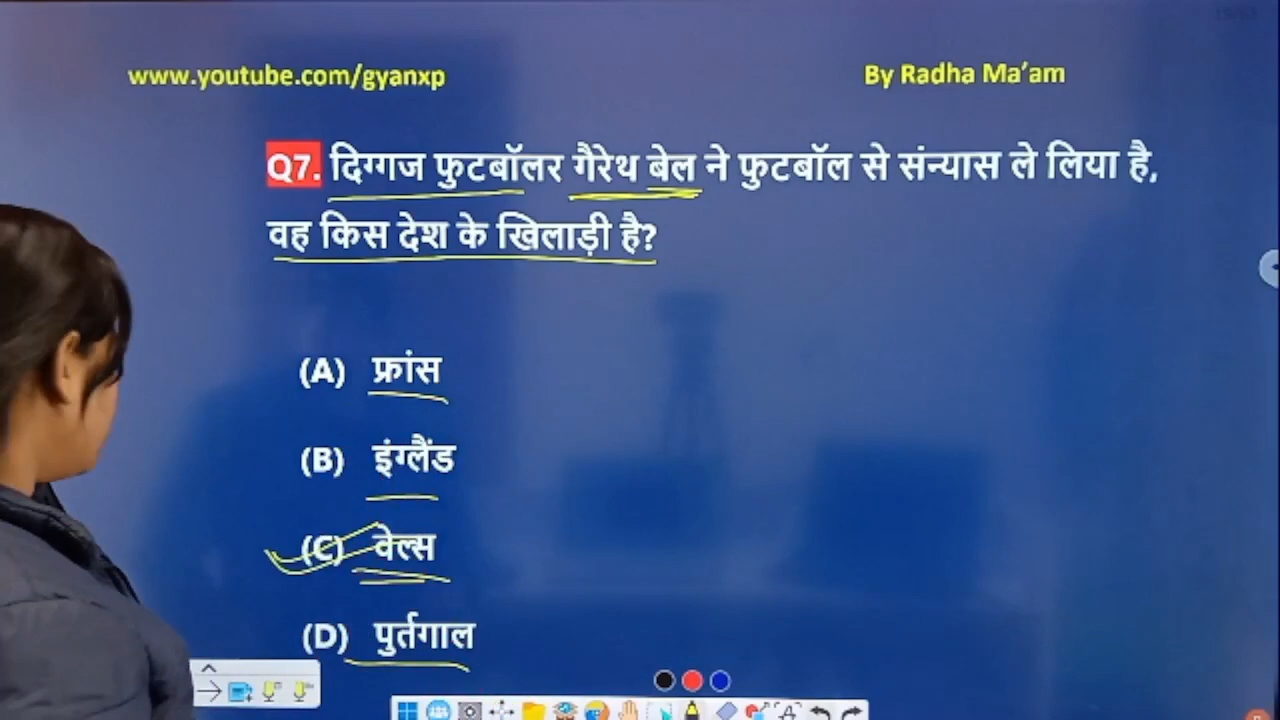 www.youtube.com/gyanxp
By Radha Ma'am
Q7. दिग्गज फुटबॉलर गैरेथ बेल ने फुटबॉल से संन्यास ले लिया है,
वह किस देश के खिलाड़ी है?
(A) फ्रांस
(B) इंग्लैंड
(C) वेल्स
(D) पुर्तगाल